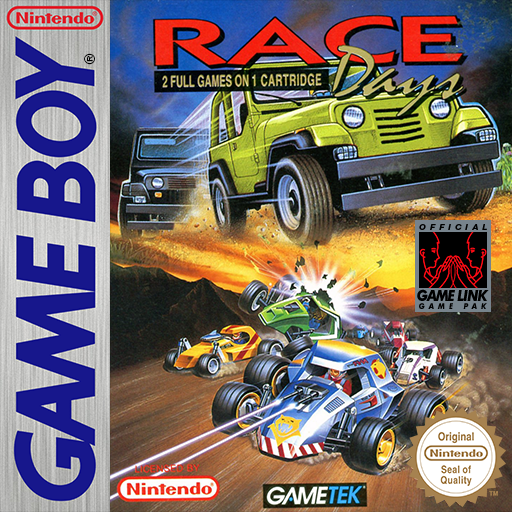 Nintendo
GAME BOY®
RACE
Days
2 FULL GAMES ON 1 CARTRIDGE
OFFICIAL
GAME LINK
GAME PAK
LICENSED BY
Nintendo
GAMETEK
Original
Nintendo
Seal of
Quality